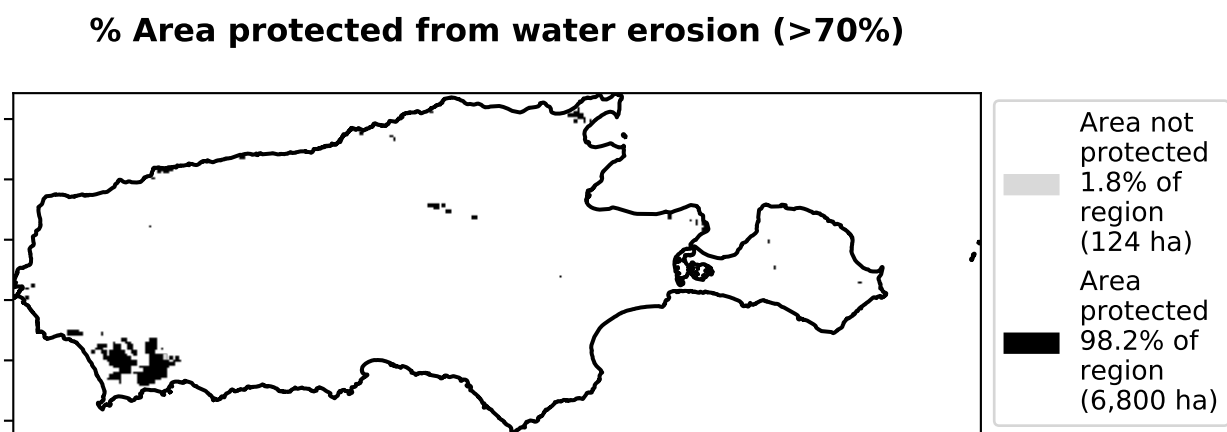 % Area protected from water erosion (>70%)
Area not
protected
1.8% of
region
(124 ha)
Area
protected
98.2% of
region
(6,800 ha)